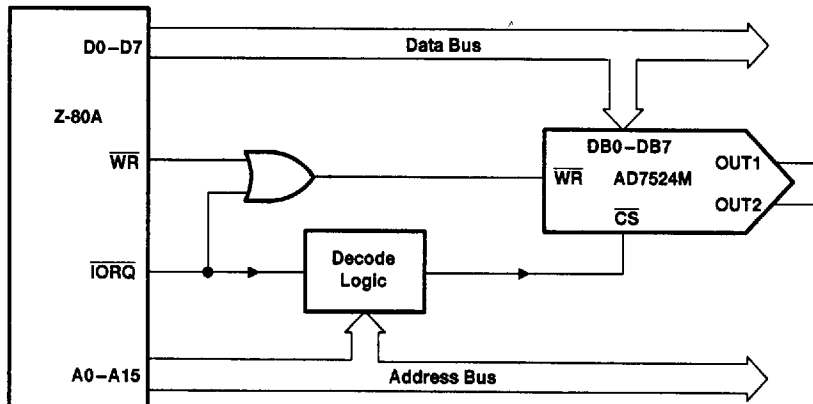 D0–D7
Data Bus
Z-80A
WR
DB0–DB7
OUT1
WR
AD7524M
OUT2
CS
IORQ
Decode
Logic
A0–A15
Address Bus